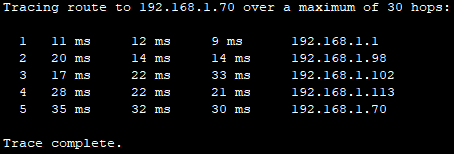 Tracing route to 192.168.1.70 over a maximum of 30 hops:
1 11 ms 12 ms 9 ms 192.168.1.1
2 20 ms 14 ms 14 ms 192.168.1.98
3 17 ms 22 ms 33 ms 192.168.1.102
4 28 ms 22 ms 21 ms 192.168.1.113
5 35 ms 32 ms 30 ms 192.168.1.70
Trace complete.